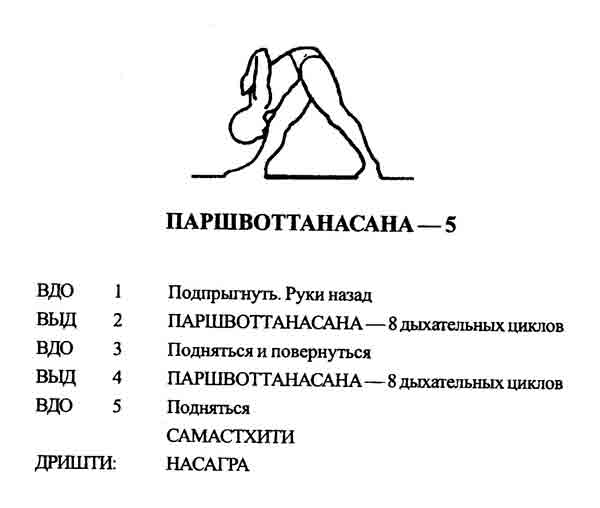 ПАРШВОТТАНАСАНА — 5
ВДО 1 Подпрыгнуть. Руки назад
ВЫД 2 ПАРШВОТТАНАСАНА — 8 дыхательных циклов
ВДО 3 Подняться и повернуться
ВЫД 4 ПАРШВОТТАНАСАНА — 8 дыхательных циклов
ВДО 5 Подняться
САМАСТХИТИ
ДРИШТИ: НАСАГРА